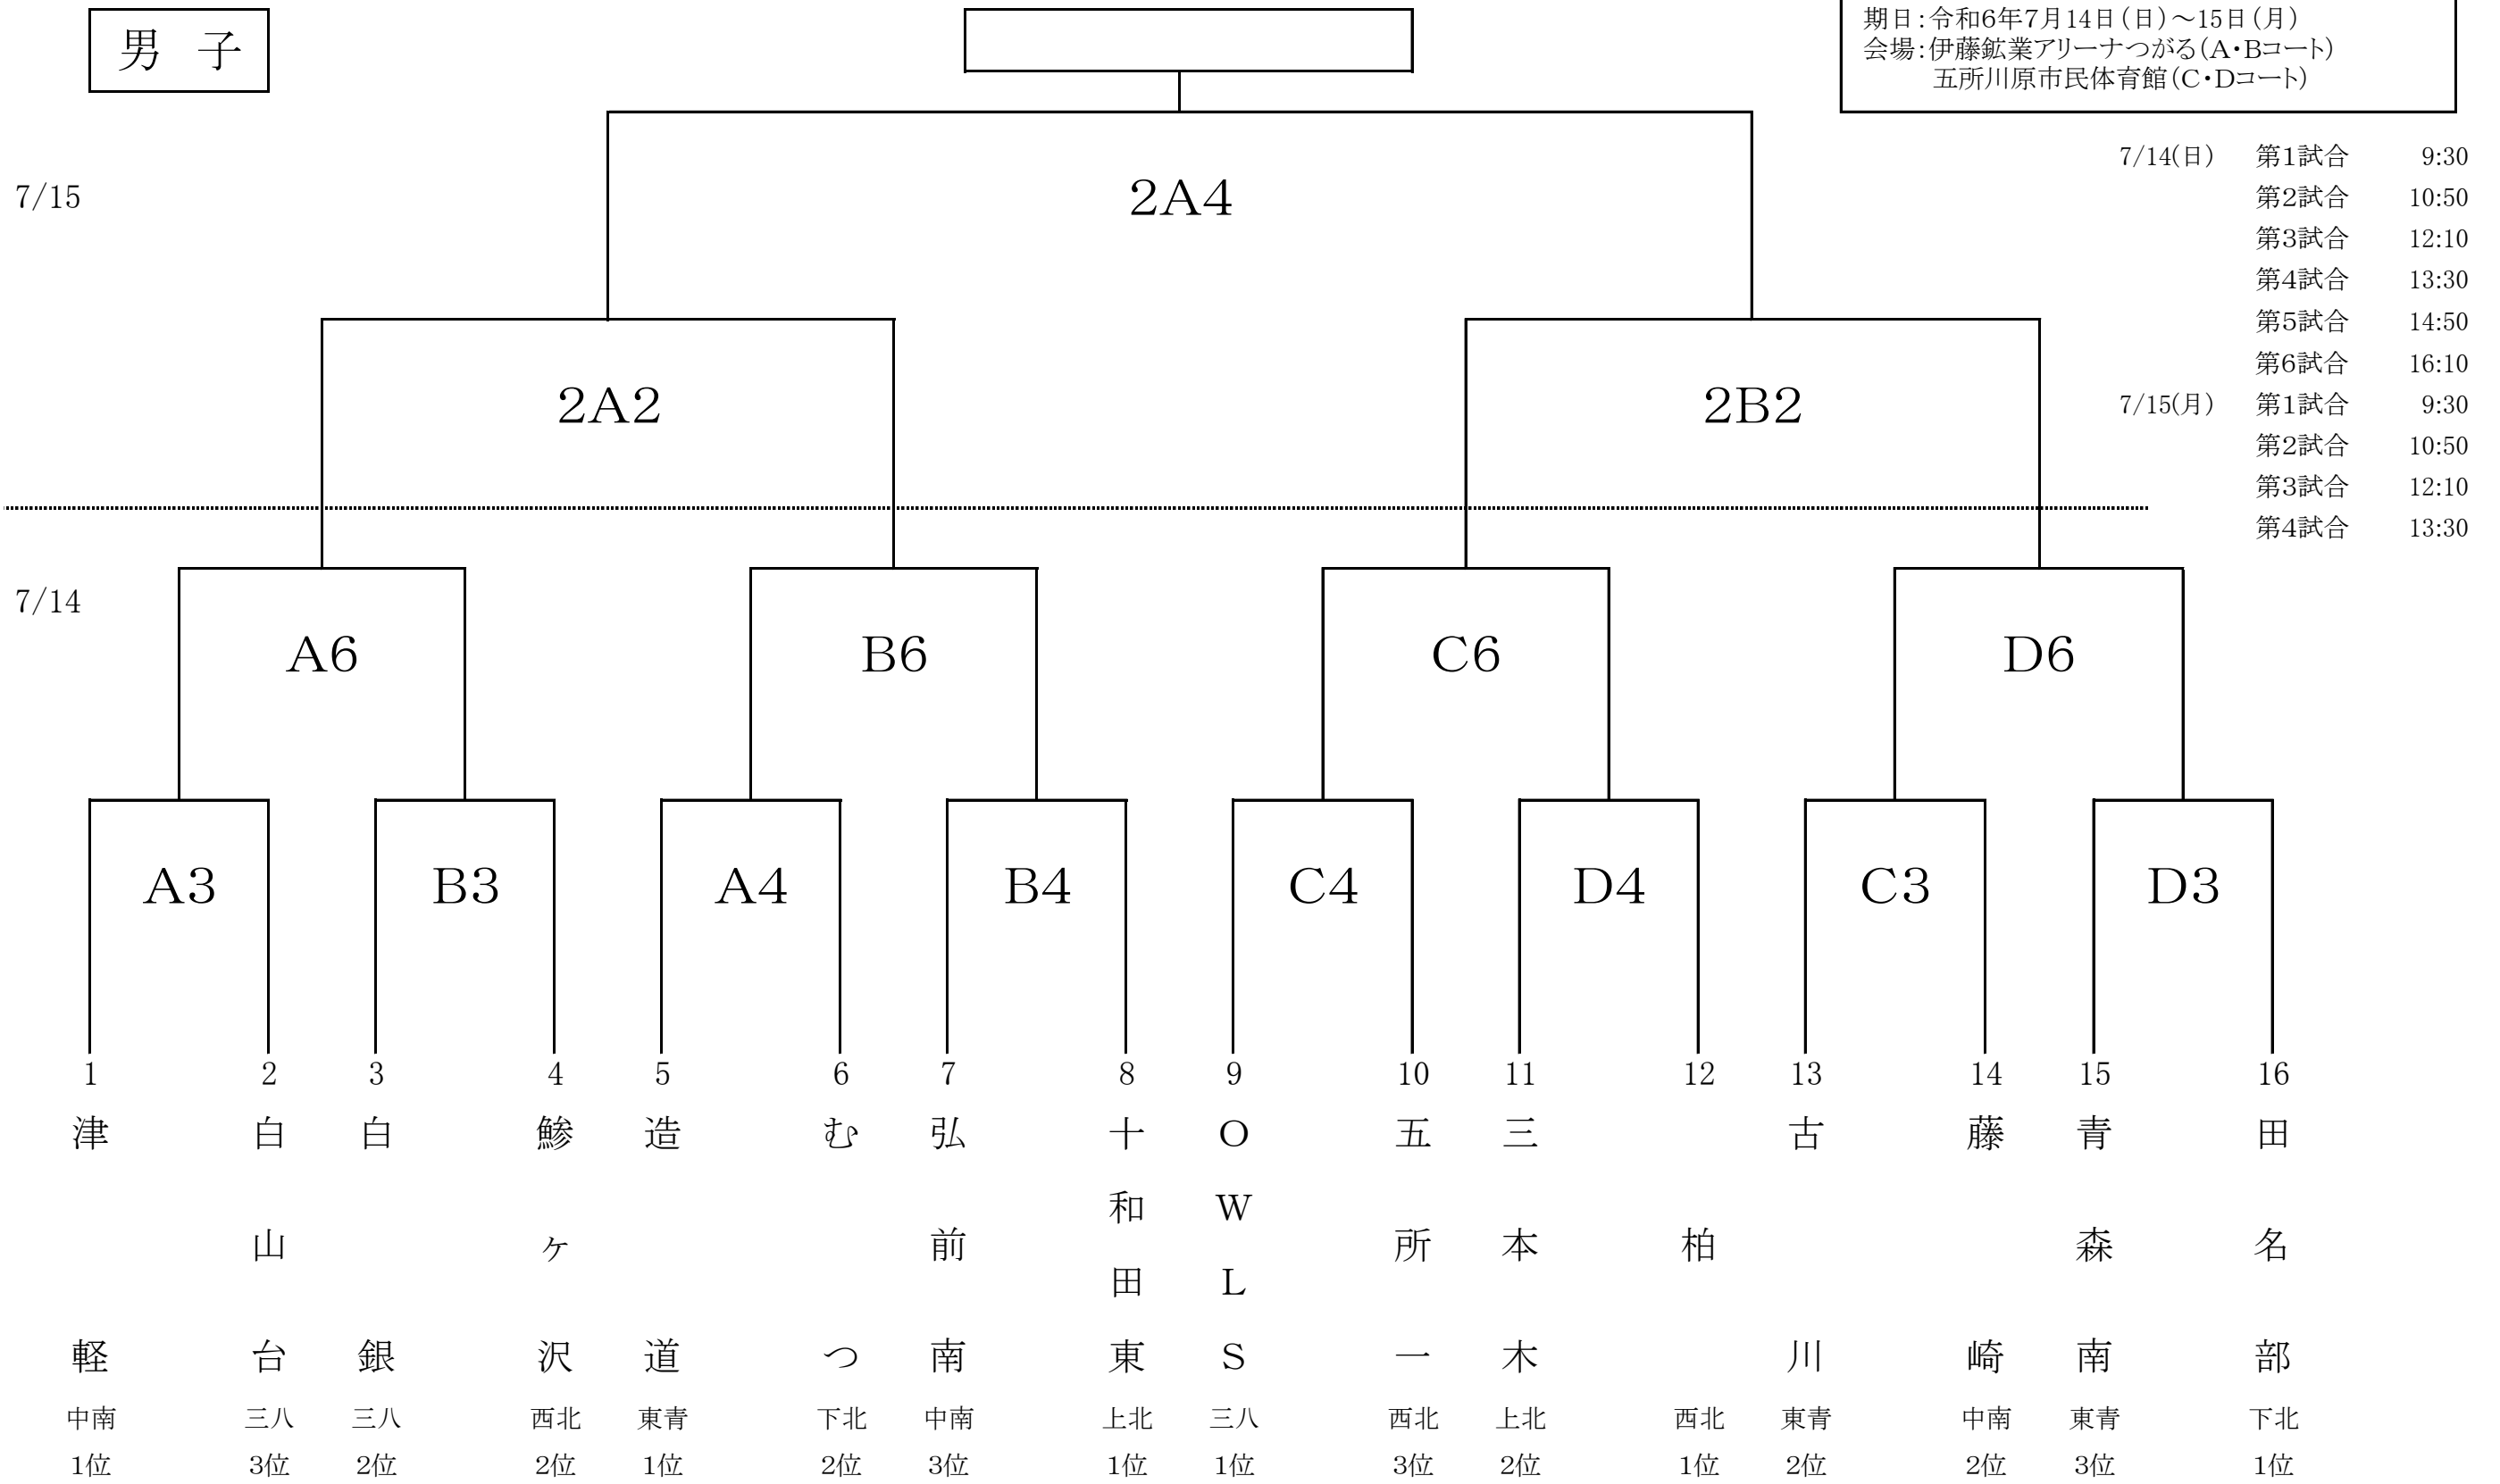 男　子
期日：令和6年7月14日（日）～15日（月）
会場：伊藤鉱業アリーナつがる（A・Bコート）
五所川原市民体育館（C・Dコート）
7/14(日)　第1試合　9:30
第2試合　10:50
第3試合　12:10
第4試合　13:30
第5試合　14:50
第6試合　16:10
7/15(月)　第1試合　9:30
第2試合　10:50
第3試合　12:10
第4試合　13:30
7/15
2A4
2A2　2B2
7/14
A6　B6　C6　D6
A3　B3　A4　B4　C4　D4　C3　D3
1　2　3　4　5　6　7　8　9　10　11　12　13　14　15　16
津軽
白山台
白銀
鰺ヶ沢
造道
むつ
弘前南
十和田東
OWLS
五所一
三本木
柏
古川
藤崎
青森南
田名部
中南　三八　三八　西北　東青　下北　中南　上北　三八　西北　上北　西北　東青　中南　東青　下北
1位　3位　2位　2位　1位　2位　3位　1位　1位　3位　2位　1位　2位　2位　3位　1位